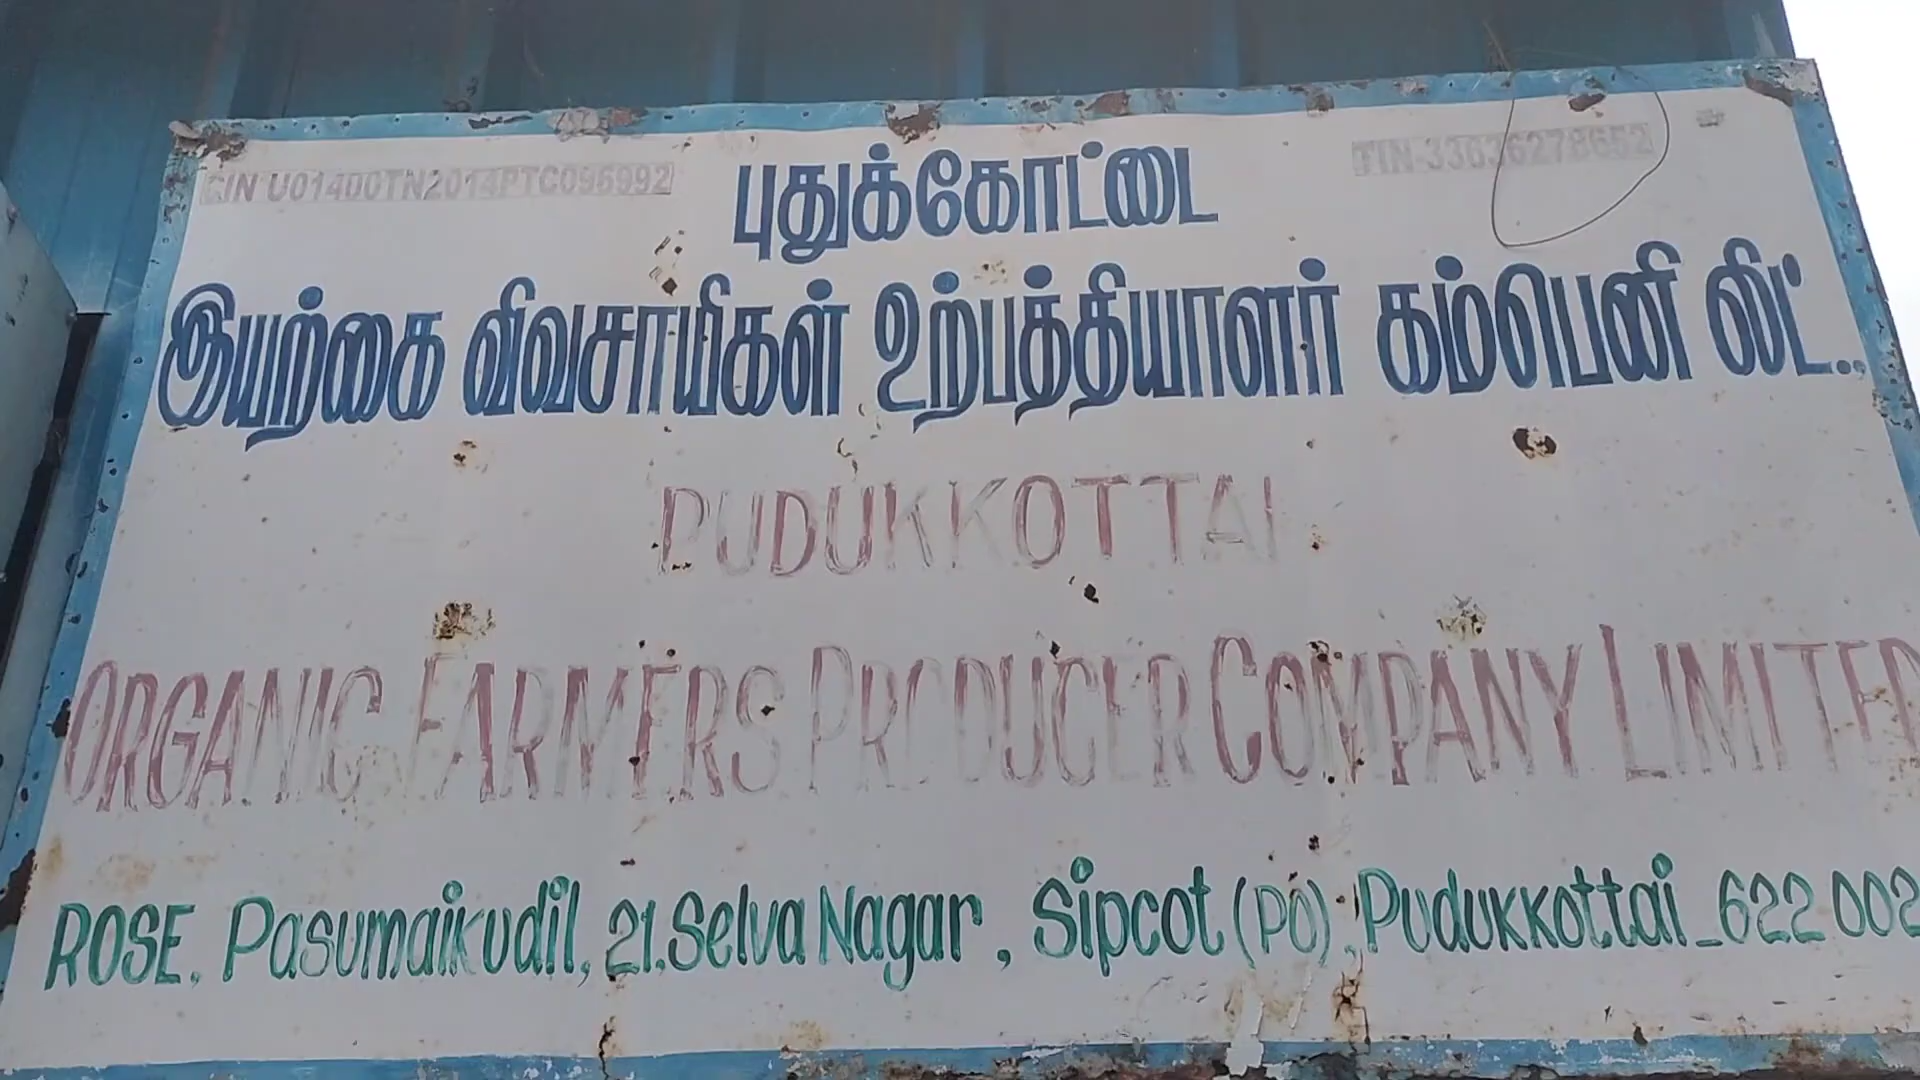 CIN U01400TN2014PTC096992
TIN-33636278652
புதுக்கோட்டை
இயற்கை விவசாயிகள் உற்பத்தியாளர் கம்பெனி லிட்..
PUDUKKOTTAI
ORGANIC FARMERS PRODUCER COMPANY LIMITED
ROSE, Pasumaikudil, 21.Selva Nagar, Sipcot (PO), Pudukkottai_622 002